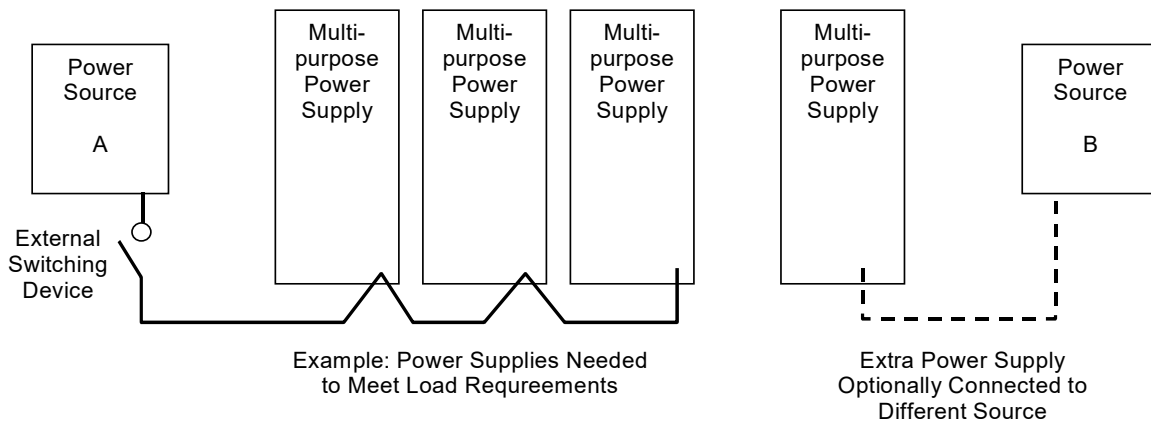 Power
Source
A
External
Switching
Device
Multi-
purpose
Power
Supply
Multi-
purpose
Power
Supply
Multi-
purpose
Power
Supply
Example: Power Supplies Needed
to Meet Load Requreements
Multi-
purpose
Power
Supply
Power
Source
B
Extra Power Supply
Optionally Connected to
Different Source